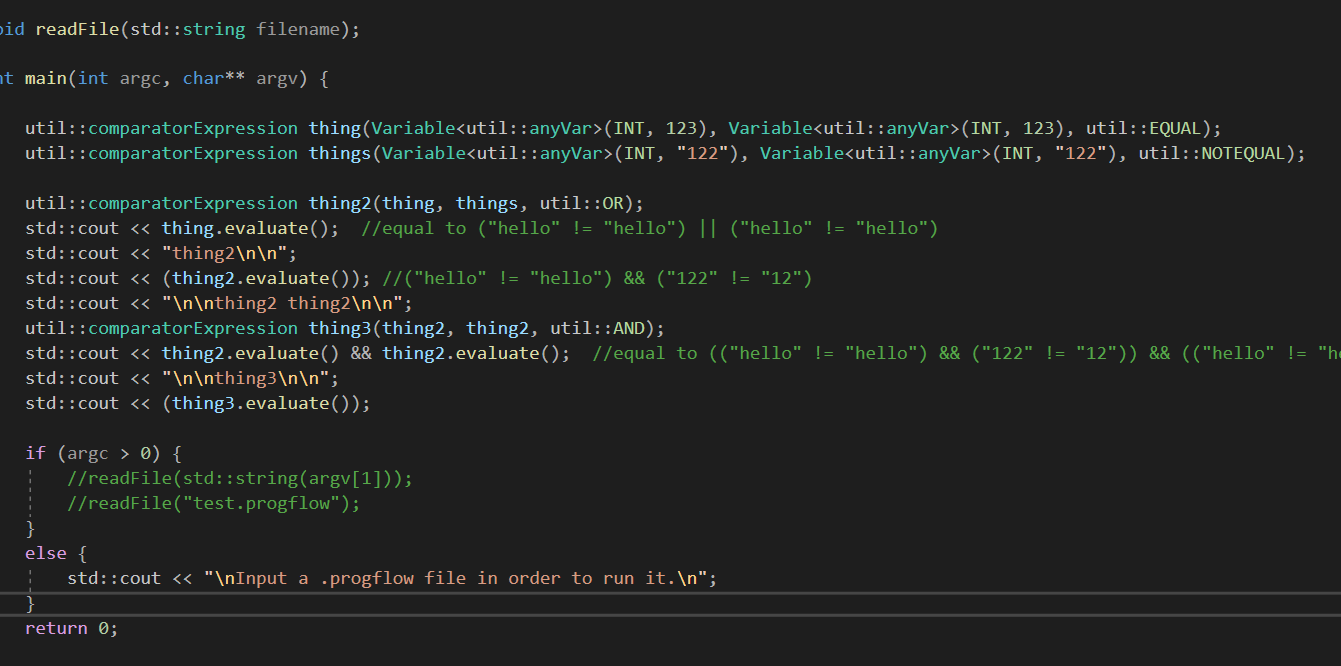 oid readFile(std::string filename);
nt main(int argc, char** argv) {
util::comparatorExpression thing(Variable<util::anyVar>(INT, 123), Variable<util::anyVar>(INT, 123), util::EQUAL);
util::comparatorExpression things(Variable<util::anyVar>(INT, "122"), Variable<util::anyVar>(INT, "122"), util::NOTEQUAL);
util::comparatorExpression thing2(thing, things, util::OR);
std::cout << thing.evaluate();  //equal to ("hello" != "hello") || ("hello" != "hello")
std::cout << "thing2\n\n";
std::cout << (thing2.evaluate()); //("hello" != "hello") && ("122" != "12")
std::cout << "\n\nthing2 thing2\n\n";
util::comparatorExpression thing3(thing2, thing2, util::AND);
std::cout << thing2.evaluate() && thing2.evaluate();  //equal to (("hello" != "hello") && ("122" != "12")) && (("hello" != "he
std::cout << "\n\nthing3\n\n";
std::cout << (thing3.evaluate());
if (argc > 0) {
//readFile(std::string(argv[1]));
//readFile("test.progflow");
}
else {
std::cout << "\nInput a .progflow file in order to run it.\n";
}
return 0;